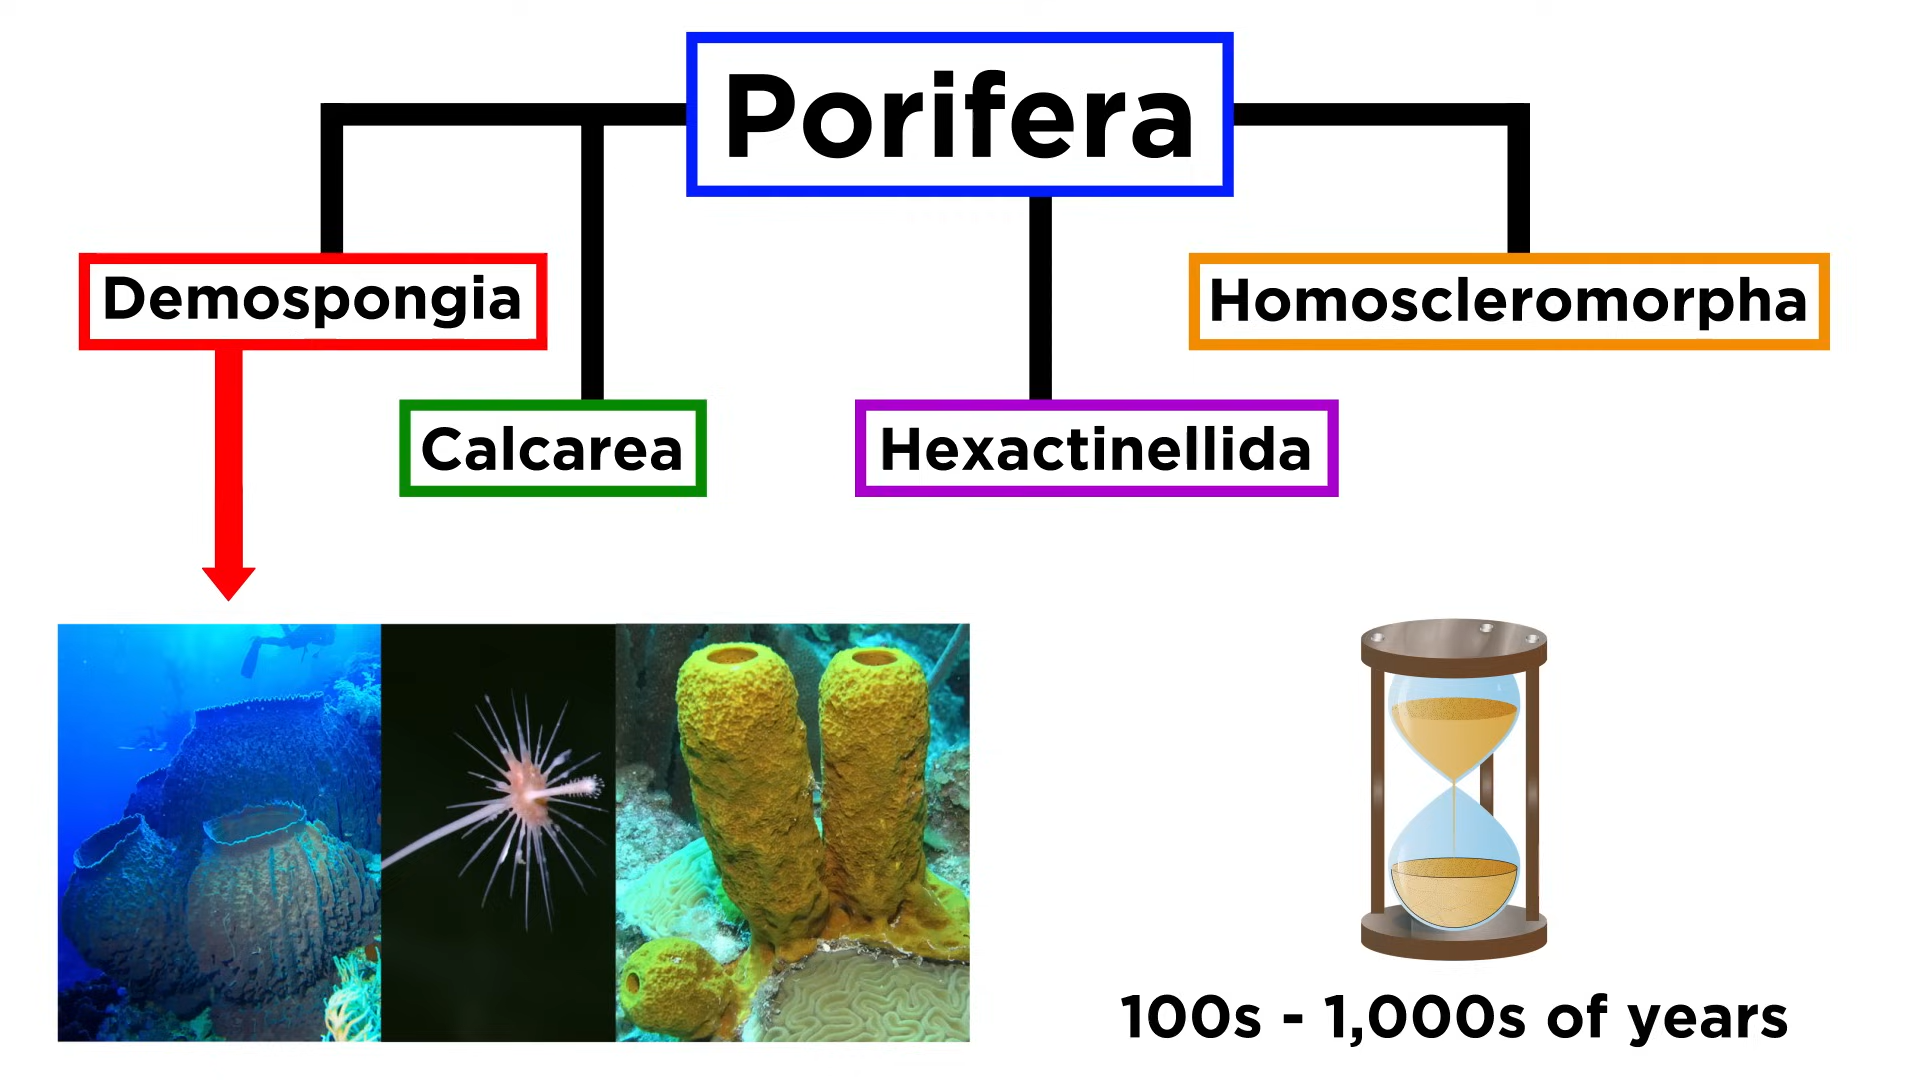 Porifera
Demospongia
Homoscleromorpha
Calcarea
Hexactinellida
100s - 1,000s of years